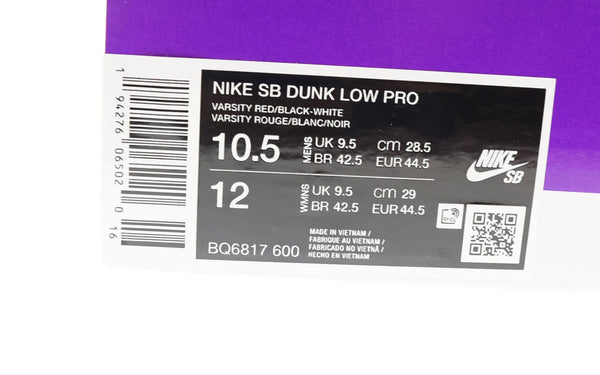 NIKE SB DUNK LOW PRO
VARSITY RED/BLACK-WHITE
VARSITY ROUGE/BLANC/NOIR
10.5 MENS UK 9.5 cm 28.5
BR 42.5 EUR 44.5
12 WMNS UK 9.5 cm 29
BR 42.5 EUR 44.5
NIKE
SB
MADE IN VIETNAM /
FABRIQUE AU VIETNAM /
FABRICADO NO VIETNÃ /
HECHO EN VIETNAM
BQ6817 600
1 94276 06502 0 16